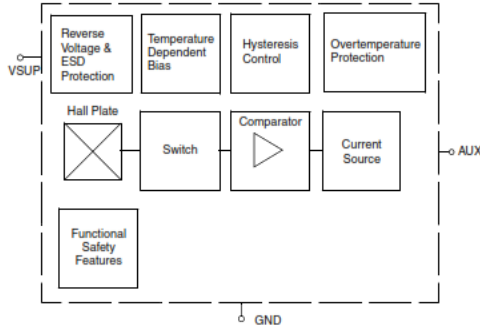 Reverse
Voltage &
ESD
Protection
Temperature
Dependent
Bias
Hysteresis
Control
Overtemperature
Protection
VSUP
Hall Plate
Switch
Comparator
Current
Source
AUX
Functional
Safety
Features
GND